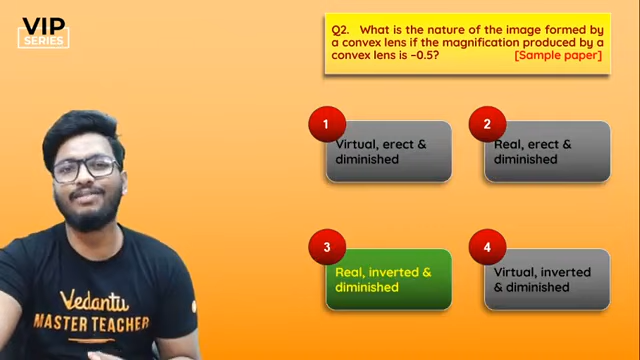 VIP
SERIES
Q2. What is the nature of the image formed by
a convex lens if the magnification produced by a
convex lens is –0.5? [Sample paper]
1
Virtual, erect &
diminished
2
Real, erect &
diminished
3
Real, inverted &
diminished
4
Virtual, inverted
& diminished
Vedantu
MASTER TEACHER